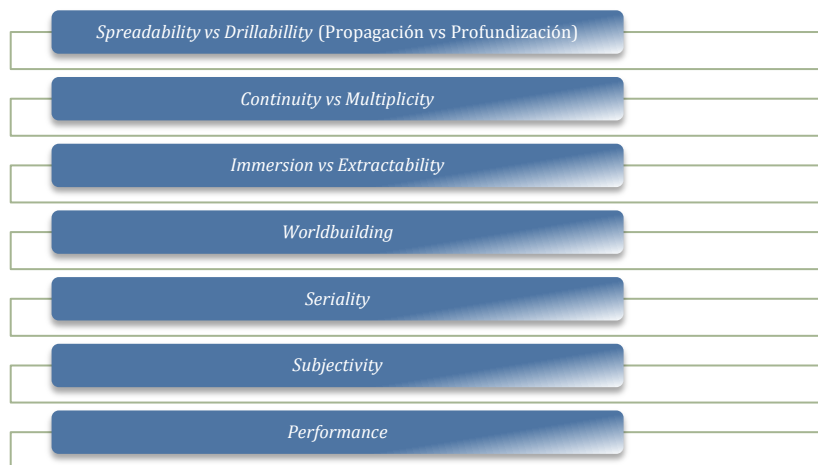 Spreadability vs Drillabillity (Propagación vs Profundización)
Continuity vs Multiplicity
Immersion vs Extractability
Worldbuilding
Seriality
Subjectivity
Performance